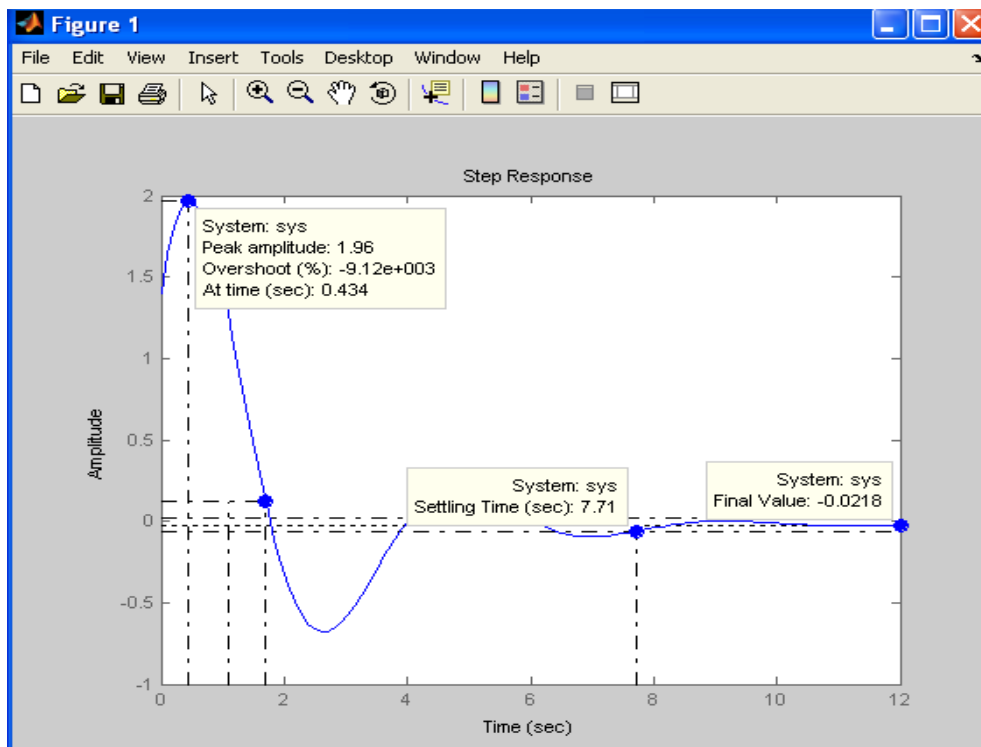 Figure 1
File Edit View Insert Tools Desktop Window Help
Step Response
System: sys
Peak amplitude: 1.96
Overshoot (%): -9.12e+003
At time (sec): 0.434
System: sys
Settling Time (sec): 7.71
System: sys
Final Value: -0.0218
Amplitude
2
1.5
1
0.5
0
-0.5
-1
0 2 4 6 8 10 12
Time (sec)